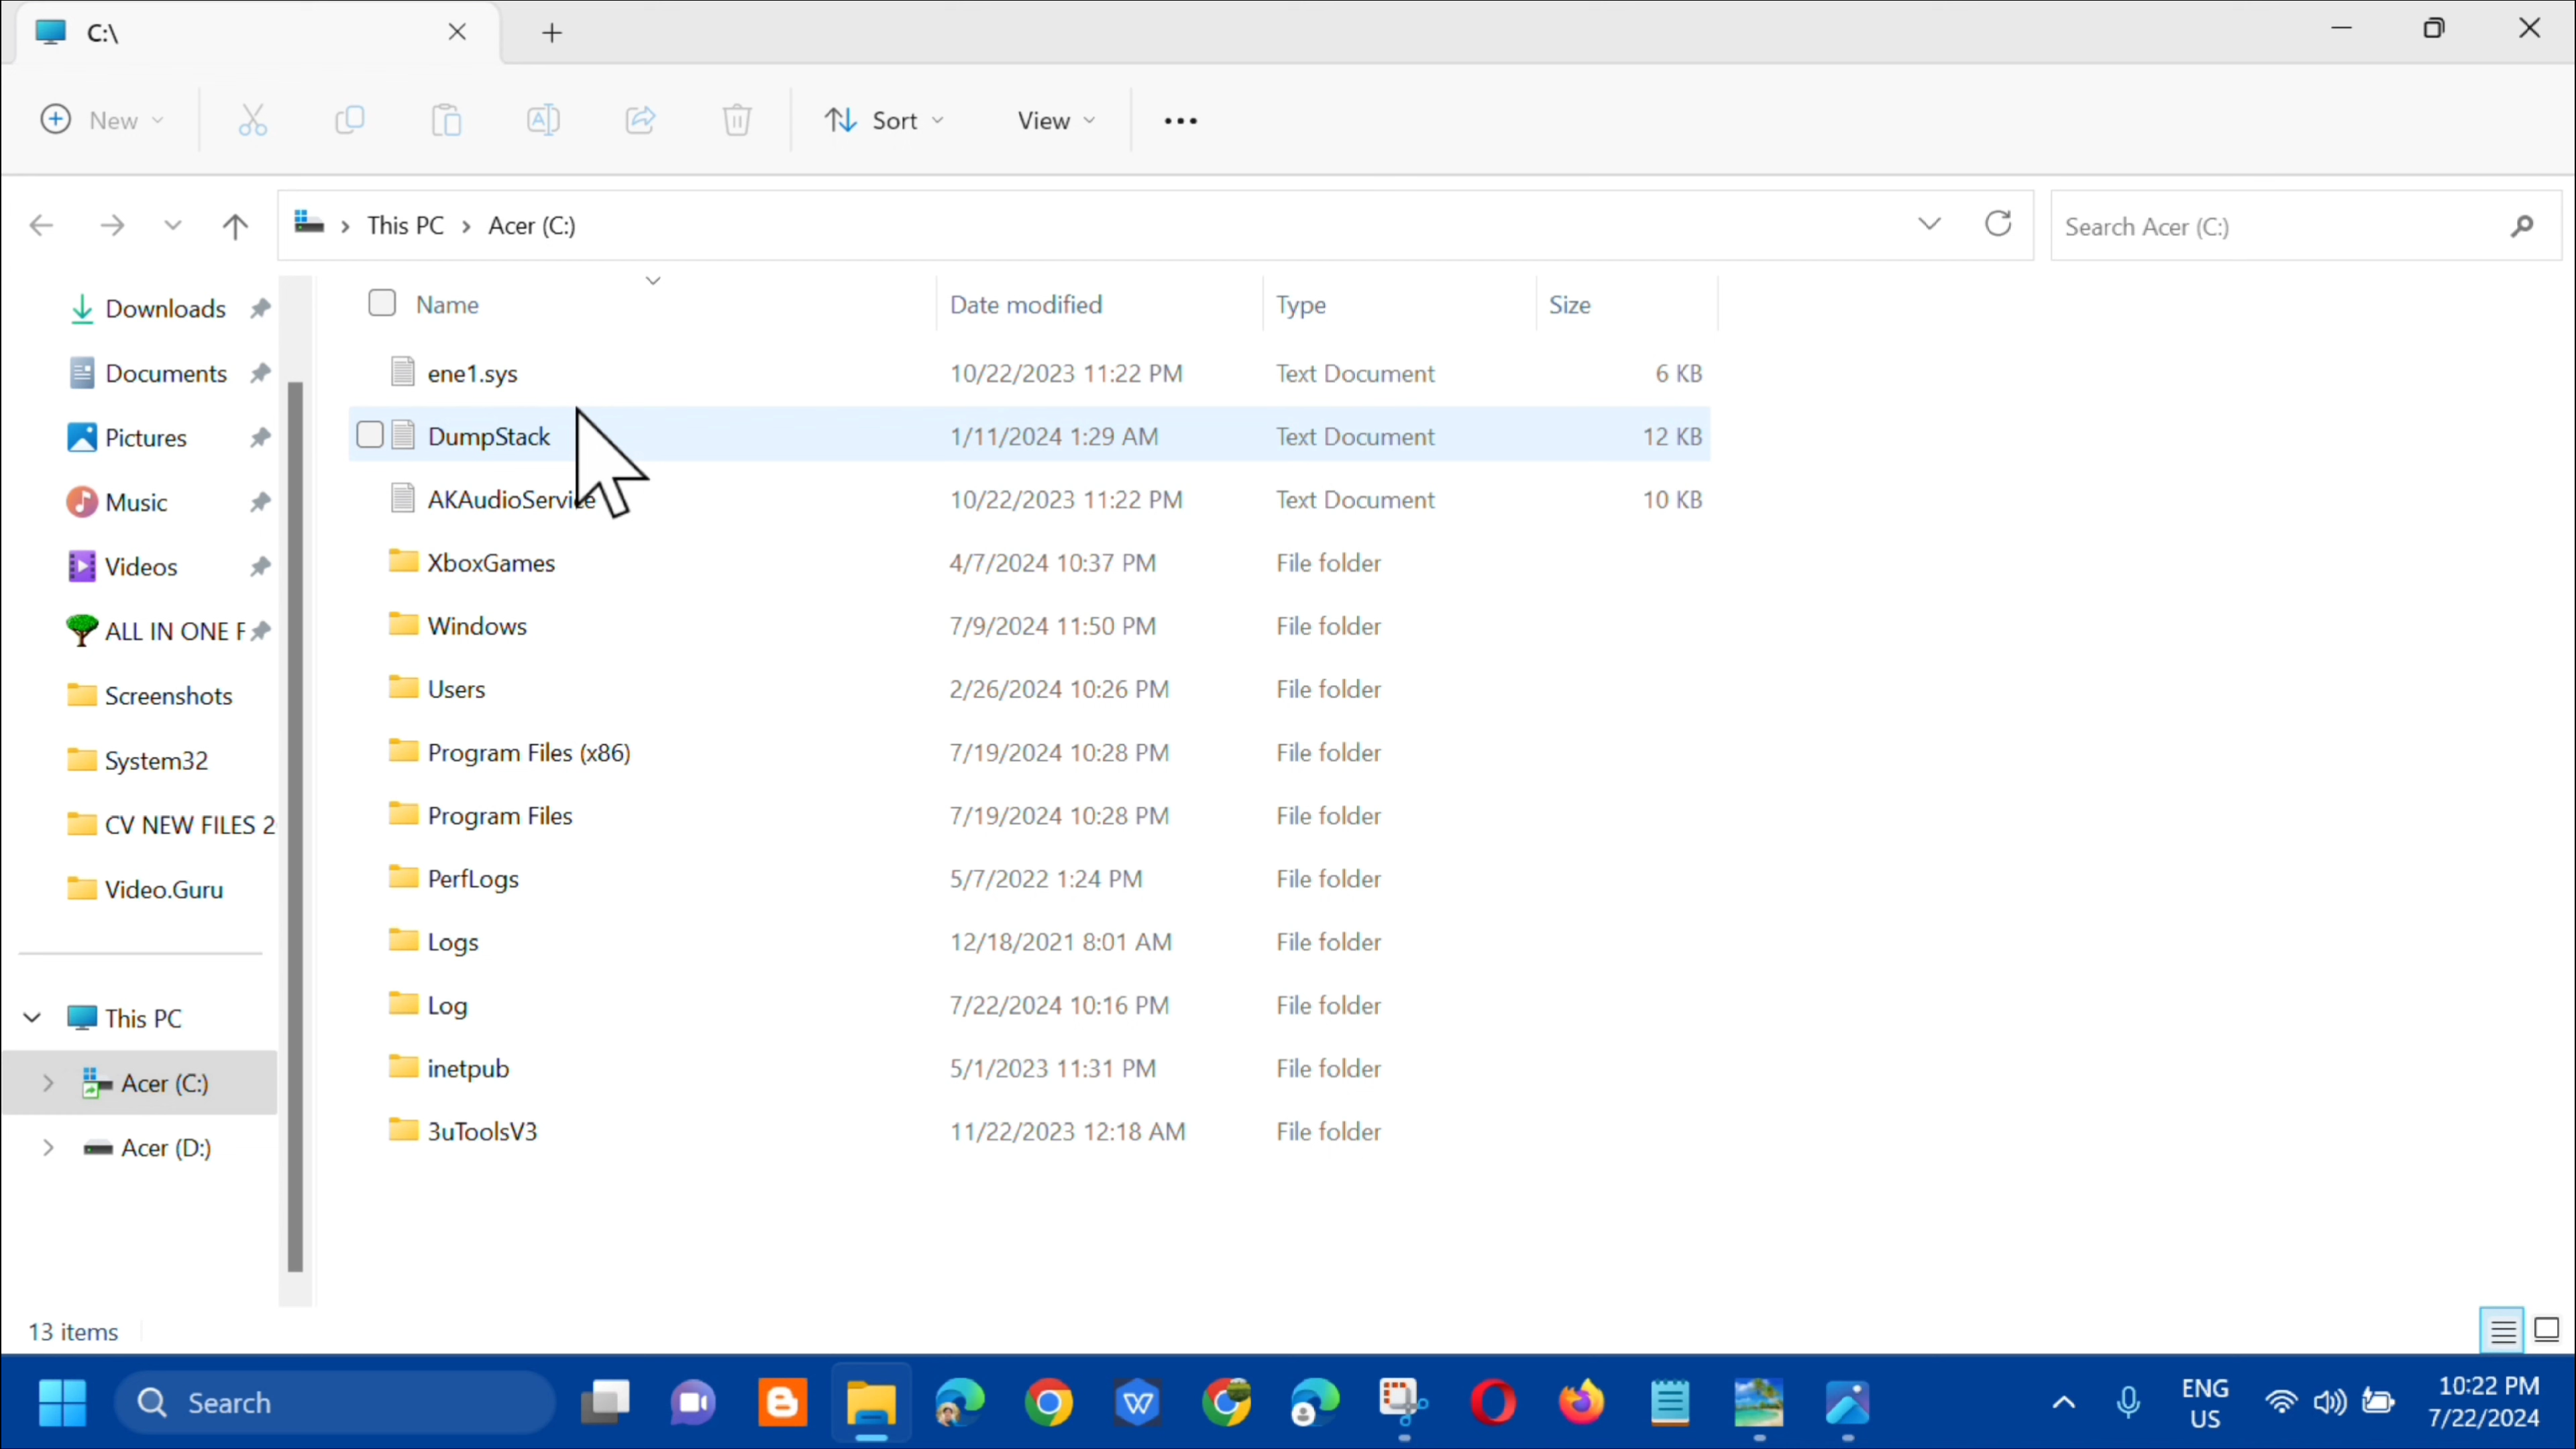 C:\
New
Sort
View
This PC > Acer (C:)
Search Acer (C:)
Downloads
Documents
Pictures
Music
Videos
ALL IN ONE F
Screenshots
System32
CV NEW FILES 2
Video.Guru
This PC
Acer (C:)
Acer (D:)
Name Date modified Type Size
ene1.sys 10/22/2023 11:22 PM Text Document 6 KB
DumpStack 1/11/2024 1:29 AM Text Document 12 KB
AKAudioService 10/22/2023 11:22 PM Text Document 10 KB
XboxGames 4/7/2024 10:37 PM File folder
Windows 7/9/2024 11:50 PM File folder
Users 2/26/2024 10:26 PM File folder
Program Files (x86) 7/19/2024 10:28 PM File folder
Program Files 7/19/2024 10:28 PM File folder
PerfLogs 5/7/2022 1:24 PM File folder
Logs 12/18/2021 8:01 AM File folder
Log 7/22/2024 10:16 PM File folder
inetpub 5/1/2023 11:31 PM File folder
3uToolsV3 11/22/2023 12:18 AM File folder
13 items
Search
ENG
US
10:22 PM
7/22/2024